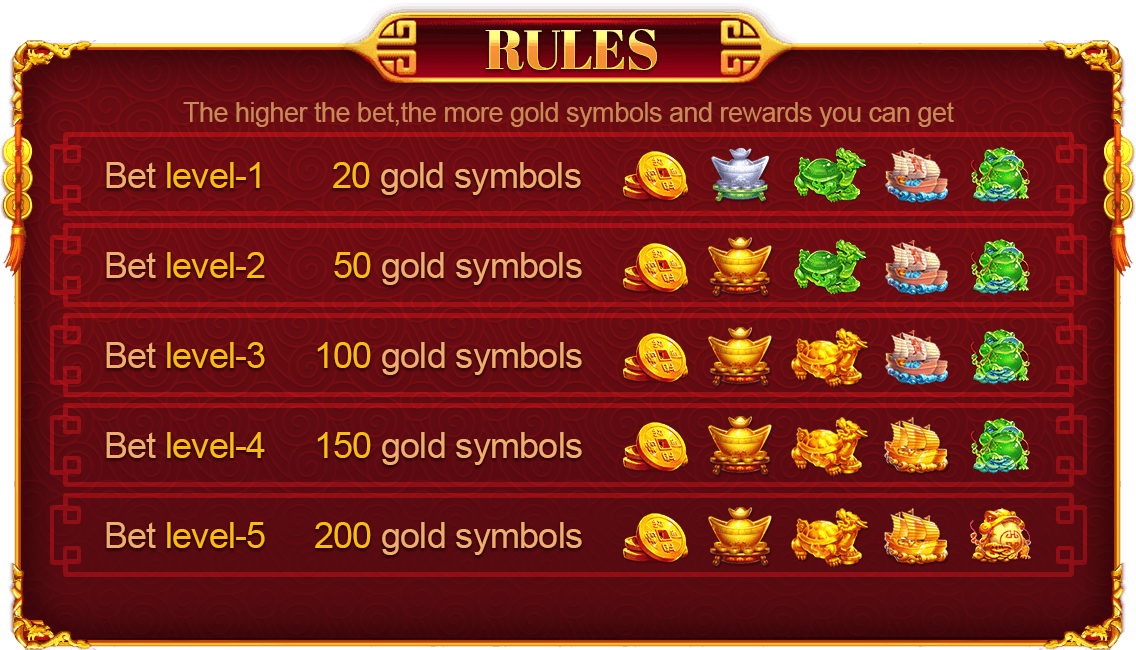 RULES
The higher the bet,the more gold symbols and rewards you can get
Bet level-1 20 gold symbols
Bet level-2 50 gold symbols
Bet level-3 100 gold symbols
Bet level-4 150 gold symbols
Bet level-5 200 gold symbols